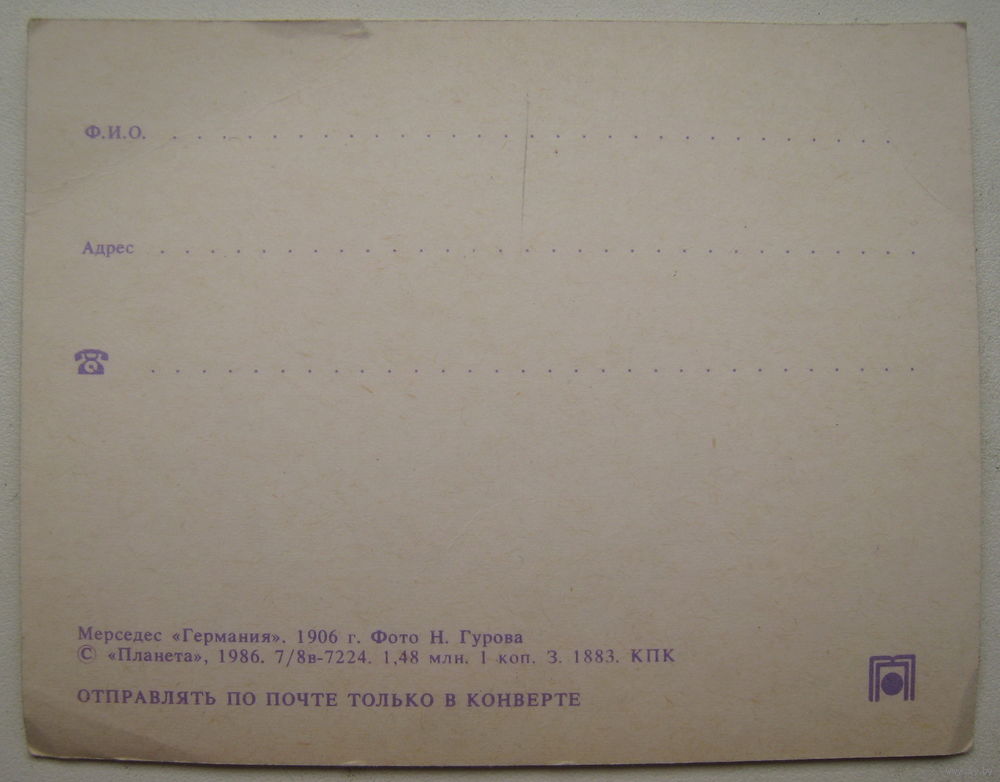 Ф.И.О. . . . . . . . . . . . . . . . . . . . . . . . . . . . . .
Адрес . . . . . . . . . . . . . . . . . . . . . . . . . . . . . .
☎ . . . . . . . . . . . . . . . . . . . . . . . . . . . . . .
Мерседес «Германия». 1906 г. Фото Н. Гурова
© «Планета», 1986. 7/8в-7224. 1,48 млн. 1 коп. З. 1883. КПК
ОТПРАВЛЯТЬ ПО ПОЧТЕ ТОЛЬКО В КОНВЕРТЕ